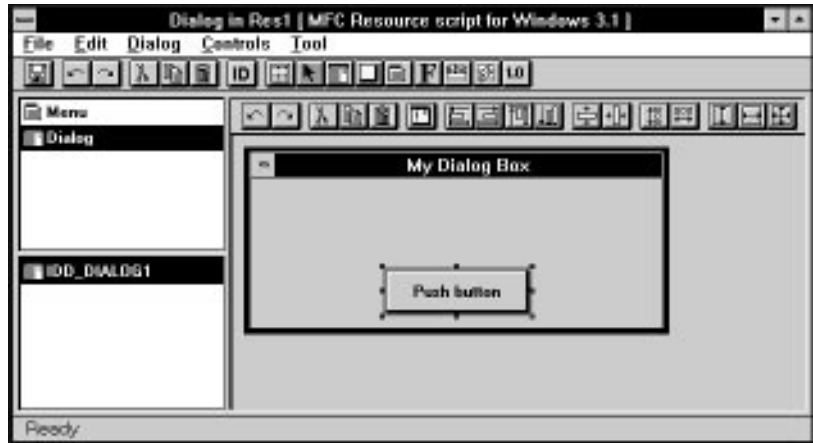 Dialog in Res1 [ MFC Resource script for Windows 3.1 ]
File Edit Dialog Controls Tool
ID F 1.0
Menu
Dialog
My Dialog Box
IDD_DIALOG1
Push button
Ready